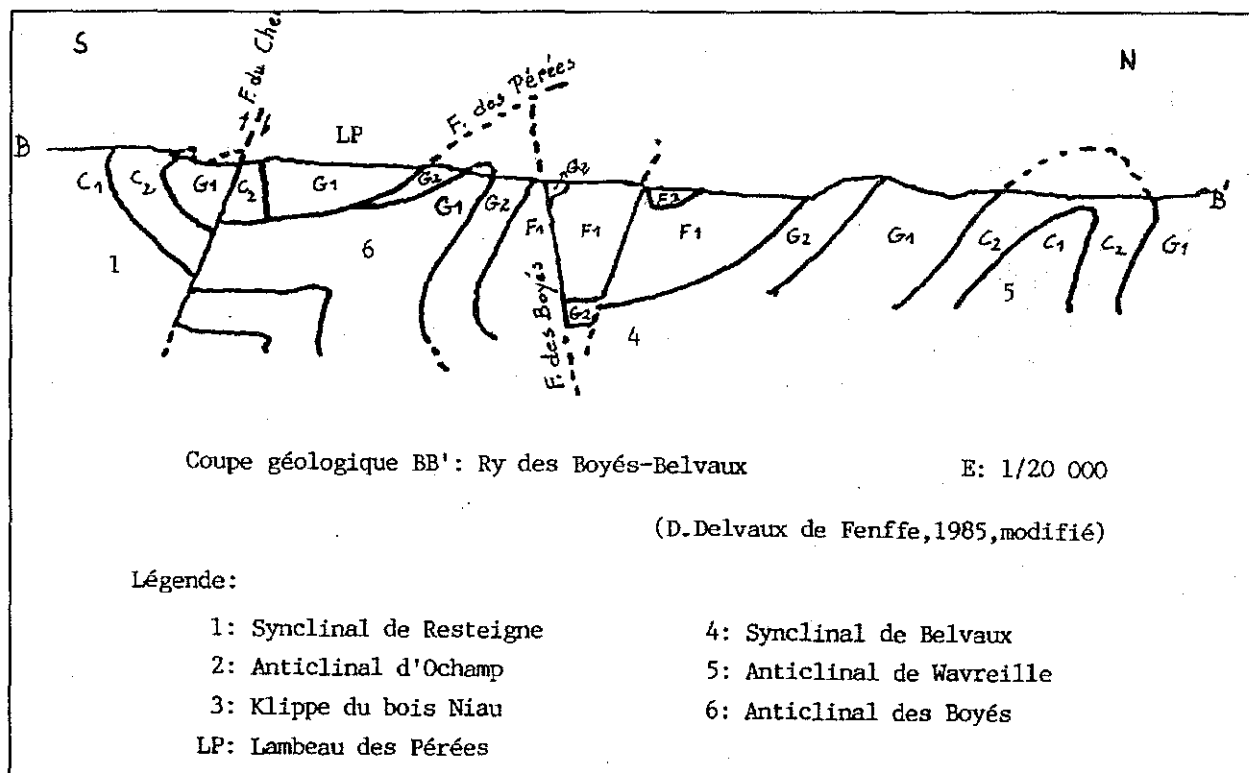 S
N
F. du Che
F. des Pérées
LP
B
B'
C1 C2 G1 C2 G1 G2 G1 G2 F1 G2 F1 F2 F1 G2 G1 C2 C1 C2 G1
1
6
G2
4
5
F. des Boyés
Coupe géologique BB': Ry des Boyés-Belvaux E: 1/20 000
(D.Delvaux de Fenffe,1985,modifié)
Légende:
1: Synclinal de Resteigne
2: Anticlinal d'Ochamp
3: Klippe du bois Niau
LP: Lambeau des Pérées
4: Synclinal de Belvaux
5: Anticlinal de Wavreille
6: Anticlinal des Boyés